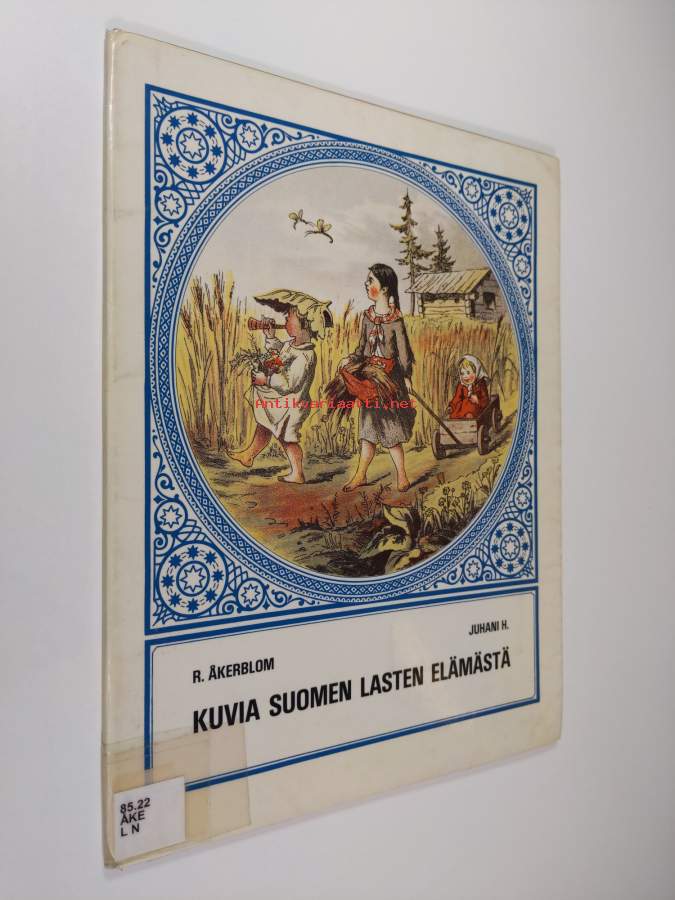 Antikvariaatti.net
R. ÅKERBLOM
JUHANI H.
KUVIA SUOMEN LASTEN ELÄMÄSTÄ
85.22
ÅKE
L N